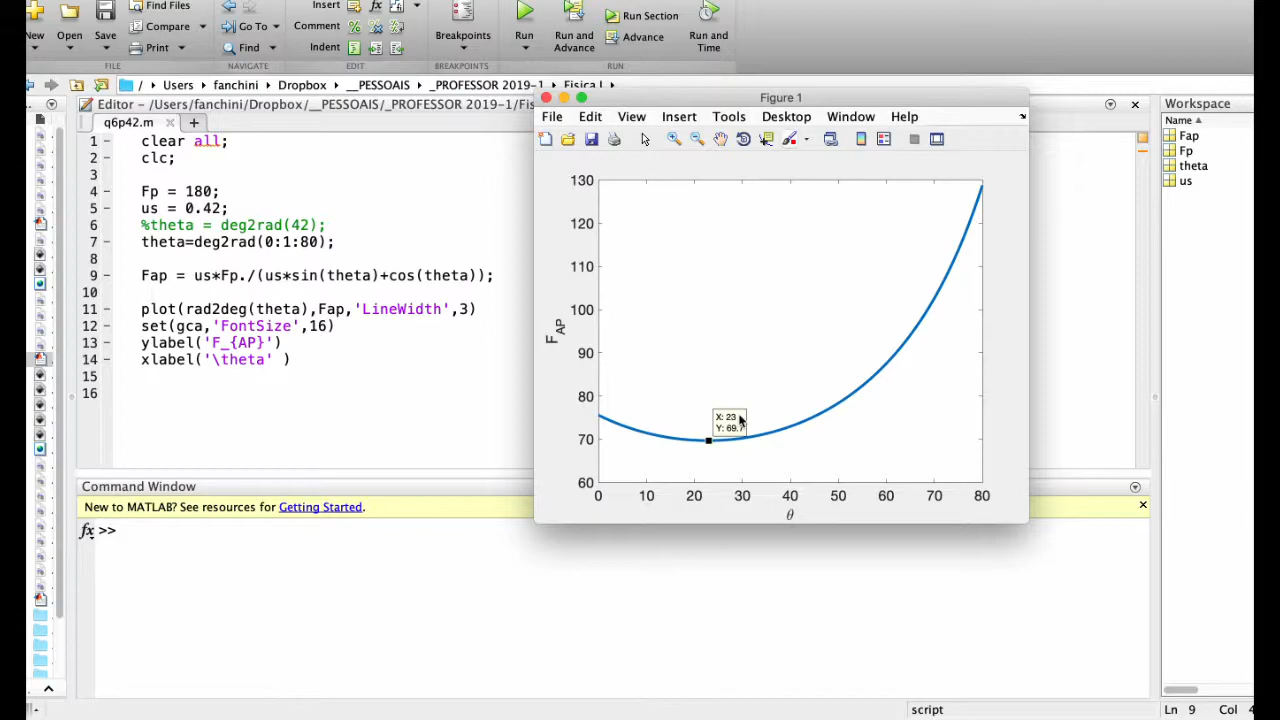 Find Files
Insert
fx
New
Open
Save
Compare
Print
Go To
Find
Comment
Indent
Breakpoints
Run
Run and
Advance
Run Section
Advance
Run and
Time
FILE
NAVIGATE
EDIT
BREAKPOINTS
RUN
/ Users fanchini Dropbox __PESSOAIS _PROFESSOR 2019-1 Fisica I
Editor - /Users/fanchini/Dropbox/__PESSOAIS/_PROFESSOR 2019-1/Fis
q6p42.m
1 clear all;
2 clc;
3
4 Fp = 180;
5 us = 0.42;
6 %theta = deg2rad(42);
7 theta=deg2rad(0:1:80);
8
9 Fap = us*Fp./(us*sin(theta)+cos(theta));
10
11 plot(rad2deg(theta),Fap,'LineWidth',3)
12 set(gca,'FontSize',16)
13 ylabel('F_{AP}')
14 xlabel('\theta' )
15
16
Figure 1
File Edit View Insert Tools Desktop Window Help
130
120
110
100
90
80
70
60
F_AP
X: 23
Y: 69.7
0 10 20 30 40 50 60 70 80
θ
Workspace
Name
Fap
Fp
theta
us
Command Window
New to MATLAB? See resources for Getting Started.
fx >>
script
Ln 9 Col 4